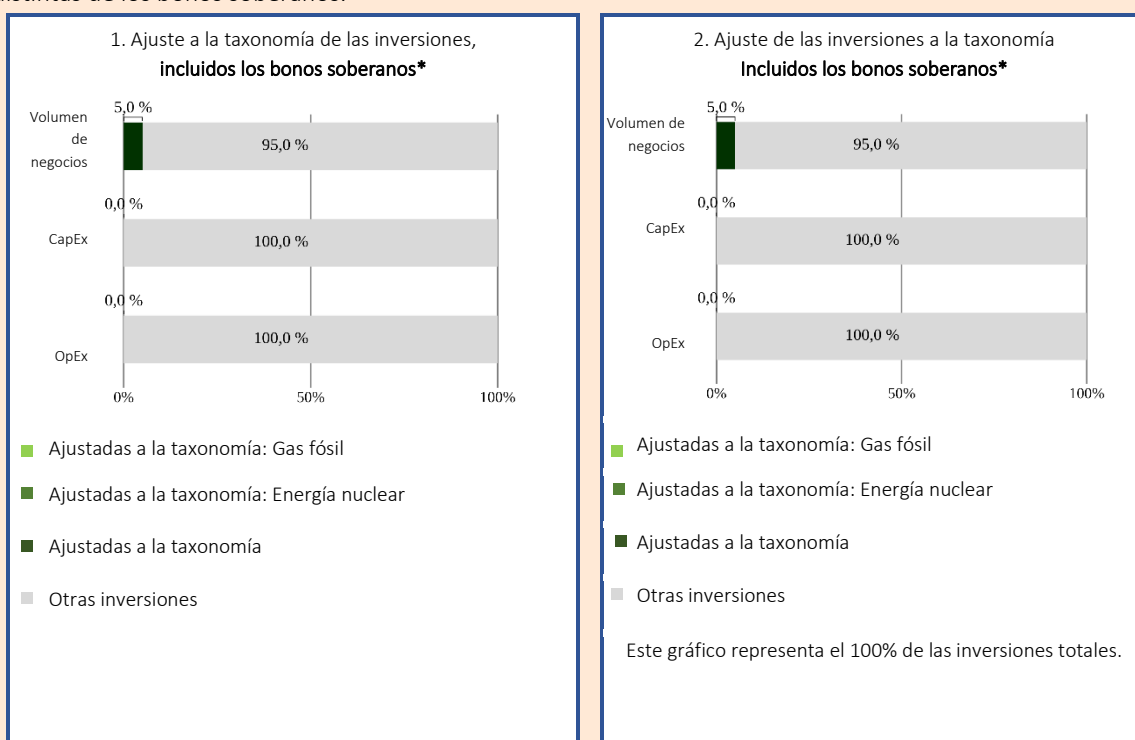 distintas de los bonos soberanos.
1. Ajuste a la taxonomía de las inversiones,
incluidos los bonos soberanos*
5,0 %
Volumen
de
negocios
95,0 %
0,0 %
CapEx
100,0 %
0,0 %
OpEx
100,0 %
0%
50%
100%
Ajustadas a la taxonomía: Gas fósil
Ajustadas a la taxonomía: Energía nuclear
Ajustadas a la taxonomía
Otras inversiones
2. Ajuste de las inversiones a la taxonomía
Incluidos los bonos soberanos*
5,0 %
Volumen de
negocios
95,0 %
0,0 %
CapEx
100,0 %
0,0 %
OpEx
100,0 %
0%
50%
100%
Ajustadas a la taxonomía: Gas fósil
Ajustadas a la taxonomía: Energía nuclear
Ajustadas a la taxonomía
Otras inversiones
Este gráfico representa el 100% de las inversiones totales.